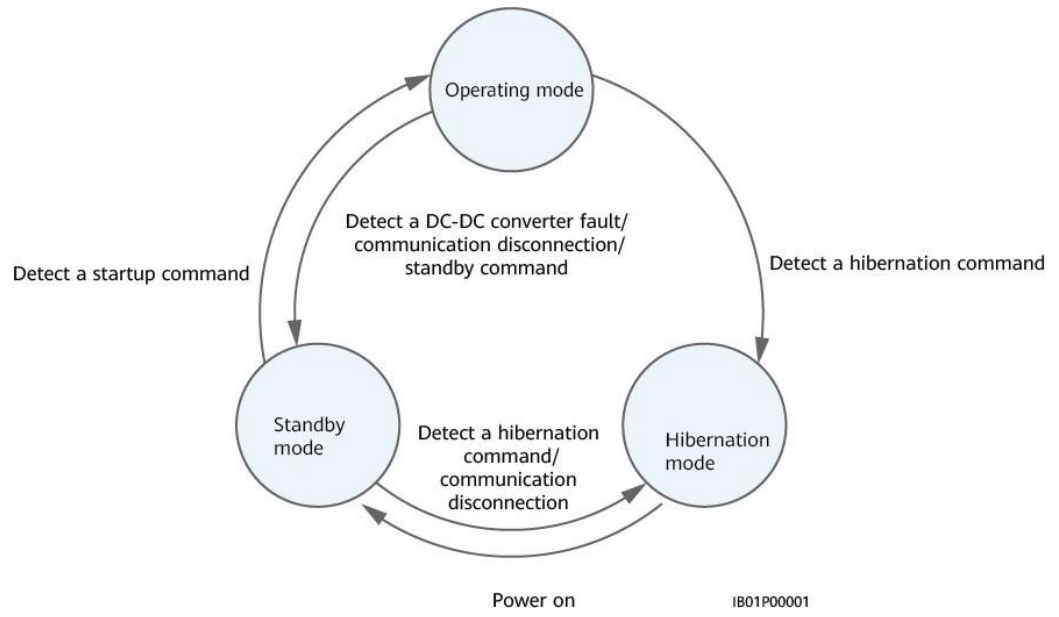 Operating mode
Detect a DC-DC converter fault/
communication disconnection/
standby command
Detect a startup command
Detect a hibernation command
Standby
mode
Detect a hibernation
command/
communication
disconnection
Hibernation
mode
Power on
IB01P00001